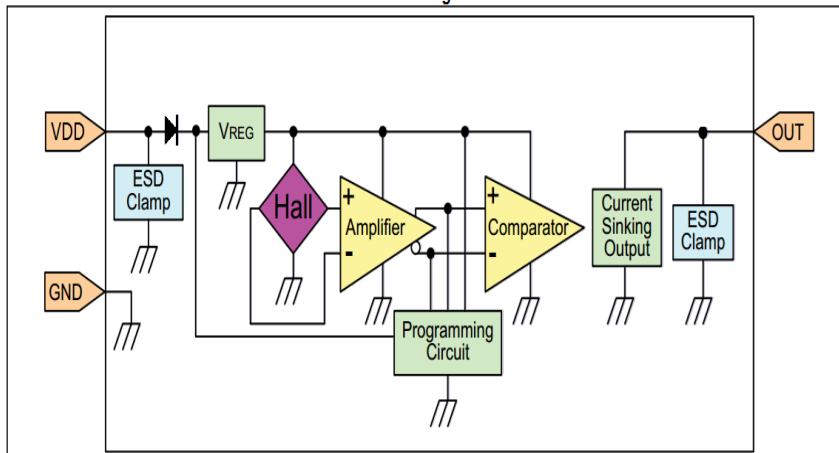 VDD
VREG
OUT
ESD
Clamp
Hall
+
-
Amplifier
+
-
Comparator
Current
Sinking
Output
ESD
Clamp
GND
Programming
Circuit